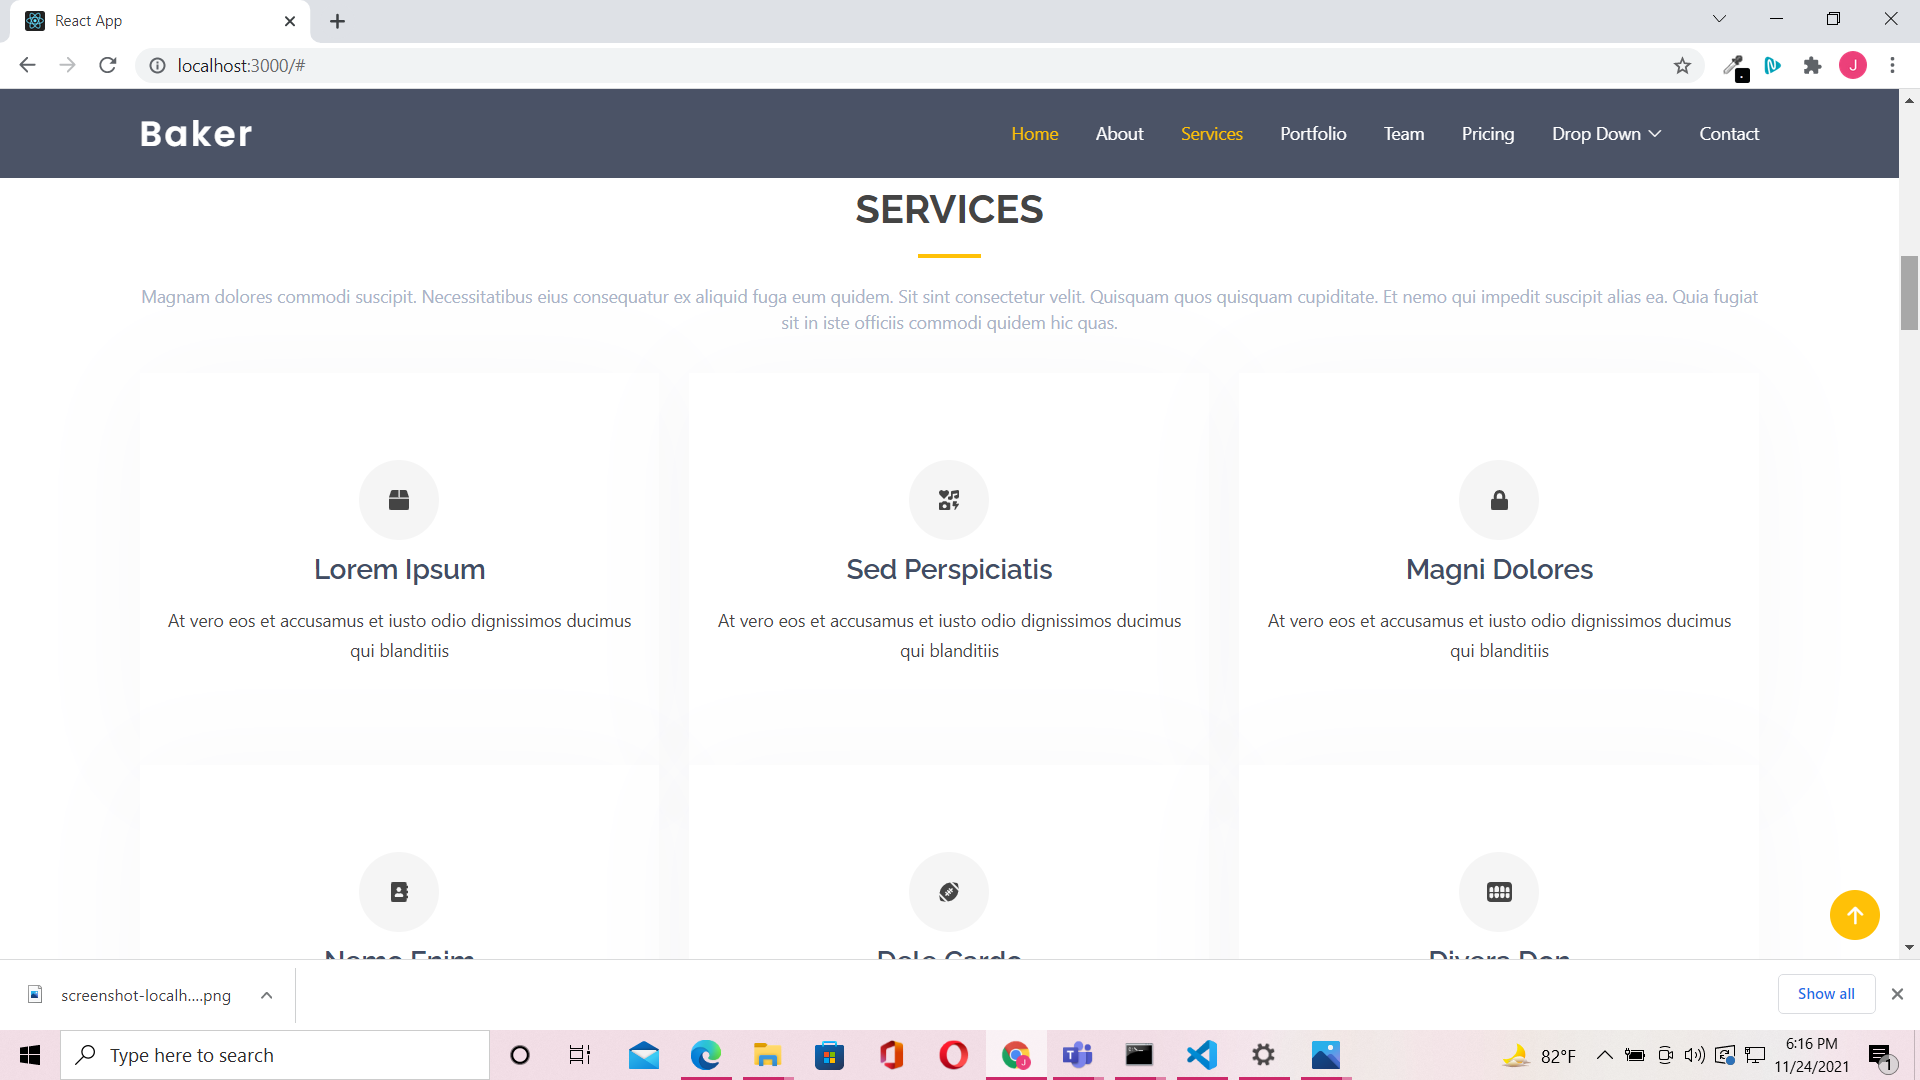 React App
localhost:3000/#
J
Baker
Home About Services Portfolio Team Pricing Drop Down Contact
SERVICES
Magnam dolores commodi suscipit. Necessitatibus eius consequatur ex aliquid fuga eum quidem. Sit sint consectetur velit. Quisquam quos quisquam cupiditate. Et nemo qui impedit suscipit alias ea. Quia fugiat
sit in iste officiis commodi quidem hic quas.
Lorem Ipsum
At vero eos et accusamus et iusto odio dignissimos ducimus
qui blanditiis
Sed Perspiciatis
At vero eos et accusamus et iusto odio dignissimos ducimus
qui blanditiis
Magni Dolores
At vero eos et accusamus et iusto odio dignissimos ducimus
qui blanditiis
screenshot-localh....png
Show all
Type here to search
82°F
6:16 PM
11/24/2021
1